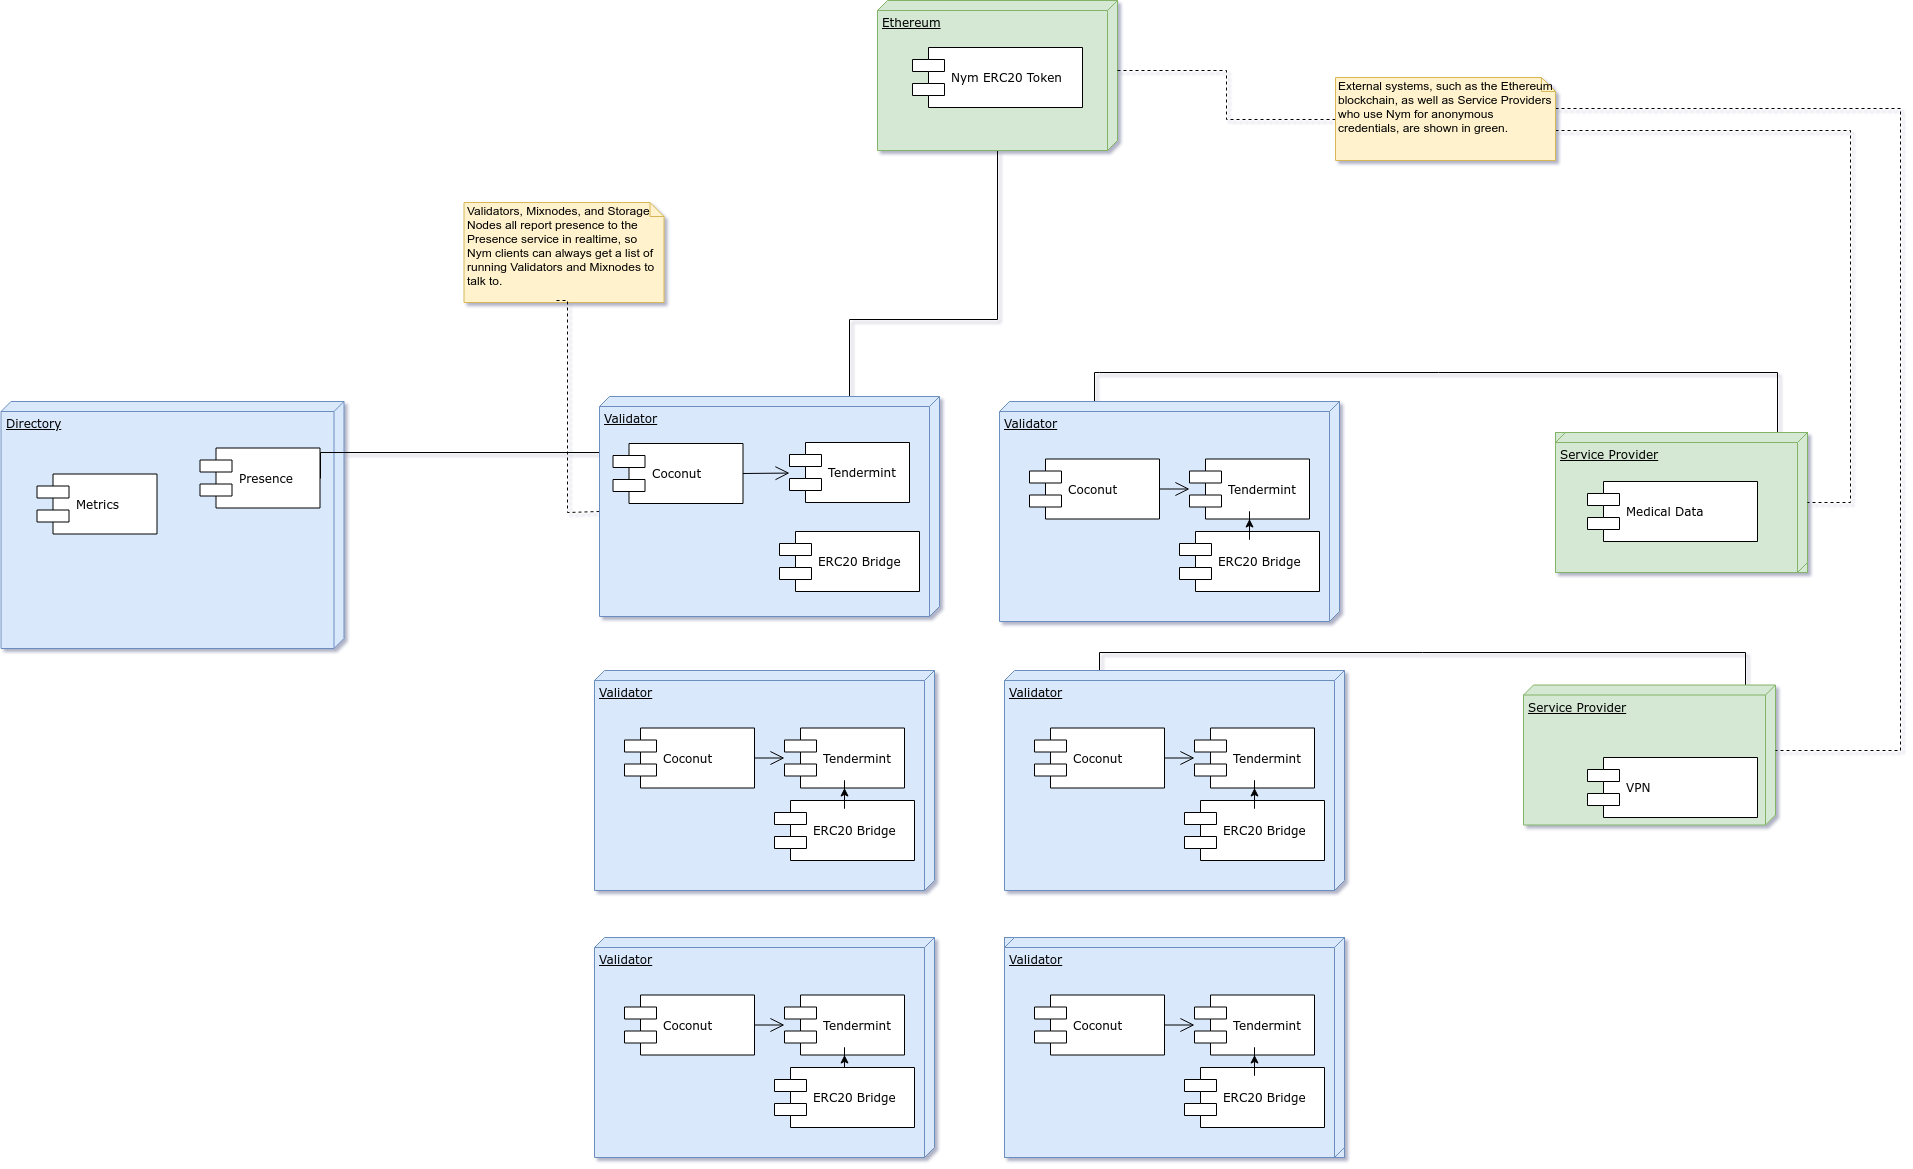 Ethereum
Nym ERC20 Token
External systems, such as the Ethereum
blockchain, as well as Service Providers
who use Nym for anonymous
credentials, are shown in green.
Validators, Mixnodes, and Storage
Nodes all report presence to the
Presence service in realtime, so
Nym clients can always get a list of
running Validators and Mixnodes to
talk to.
Directory
Metrics
Presence
Validator
Coconut
Tendermint
ERC20 Bridge
Validator
Coconut
Tendermint
ERC20 Bridge
Service Provider
Medical Data
Validator
Coconut
Tendermint
ERC20 Bridge
Validator
Coconut
Tendermint
ERC20 Bridge
Service Provider
VPN
Validator
Coconut
Tendermint
ERC20 Bridge
Validator
Coconut
Tendermint
ERC20 Bridge